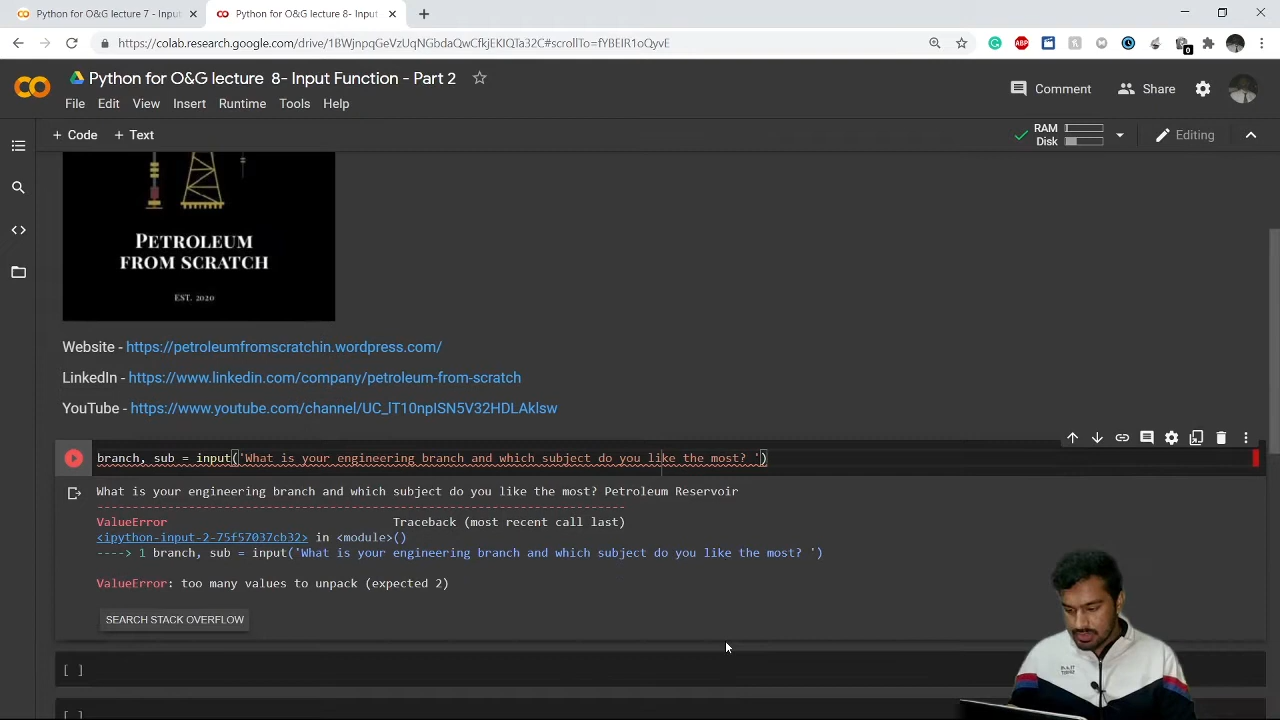 Python for O&G lecture 7 - Input
Python for O&G lecture 8- Input
https://colab.research.google.com/drive/1BWjnp
NGbdaQwCfkjEKIQTa32C#scrollTo=fYBEIR1oQyvE
Python for O&G lecture 8- Input Function - Part 2
File Edit View Insert Runtime Tools Help
Comment
Share
+ Code + Text
RAM
Disk
Editing
PETROLEUM
FROM SCRATCH
EST. 2020
Website - https://petroleumfromscratchin.wordpress.com/
LinkedIn - https://www.linkedin.com/company/petroleum-from-scratch
YouTube - https://www.youtube.com/channel/UC_lT10npISN5V32HDLAklsw
branch, sub = input('What is your engineering branch and which subject do you like the most? ')
What is your engineering branch and which subject do you like the most? Petroleum Reservoir
ValueError Traceback (most recent call last)
<ipython-input-2-75f57037cb32> in <module>()
----> 1 branch, sub = input('What is your engineering branch and which subject do you like the most? ')
ValueError: too many values to unpack (expected 2)
SEARCH STACK OVERFLOW
[ ]
[ ]